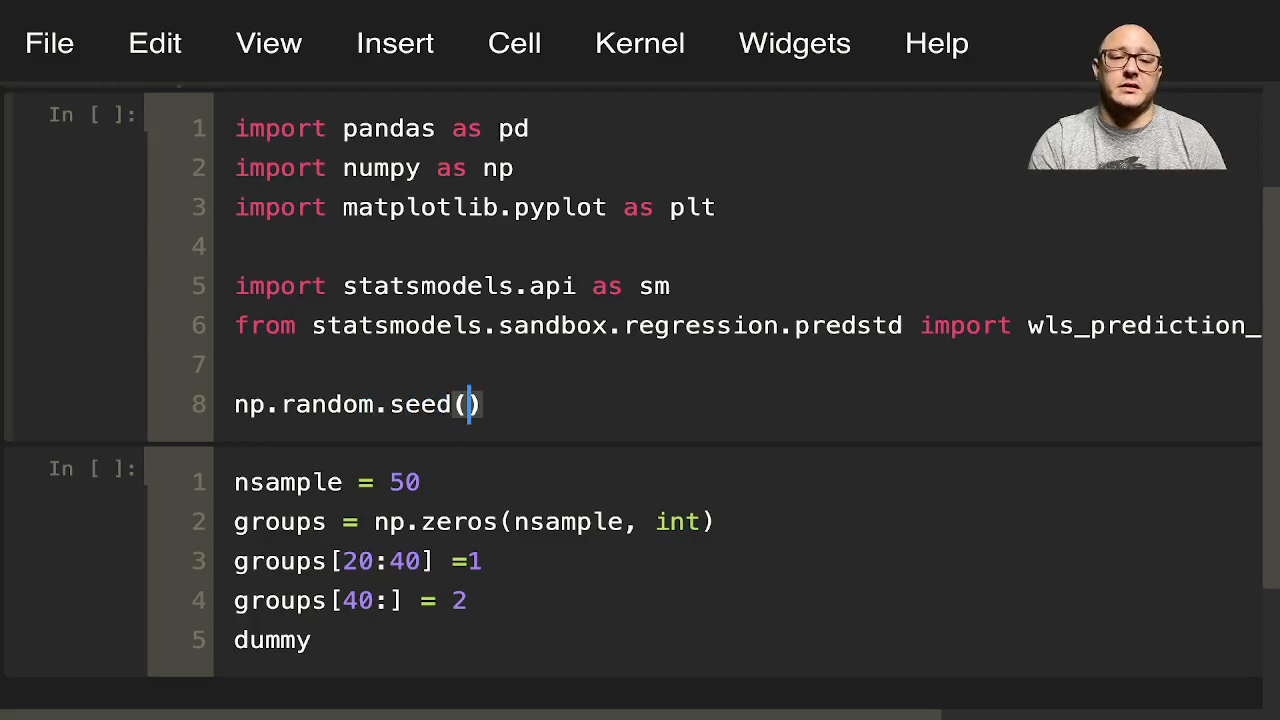 File Edit View Insert Cell Kernel Widgets Help
In [ ]:
1 import pandas as pd
2 import numpy as np
3 import matplotlib.pyplot as plt
4
5 import statsmodels.api as sm
6 from statsmodels.sandbox.regression.predstd import wls_prediction_
7
8 np.random.seed()
In [ ]:
1 nsample = 50
2 groups = np.zeros(nsample, int)
3 groups[20:40] =1
4 groups[40:] = 2
5 dummy